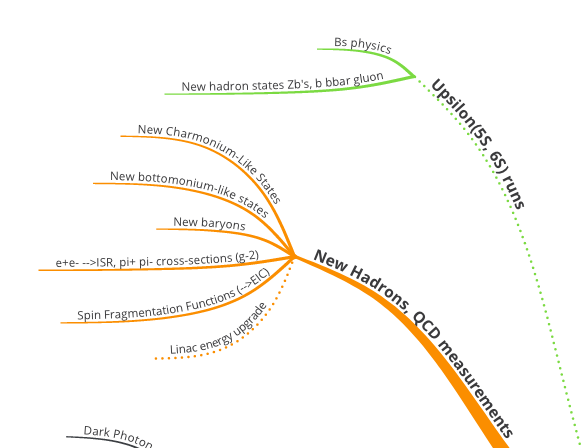 Bs physics
New hadron states Zb's, b bbar gluon
Upsilon(5S, 6S) runs
New Charmonium-Like States
New bottomonium-like states
New baryons
e+e- -->ISR, pi+ pi- cross-sections (g-2)
Spin Fragmentation Functions (-->EIC)
Linac energy upgrade
New Hadrons, QCD measurements
Dark Photon